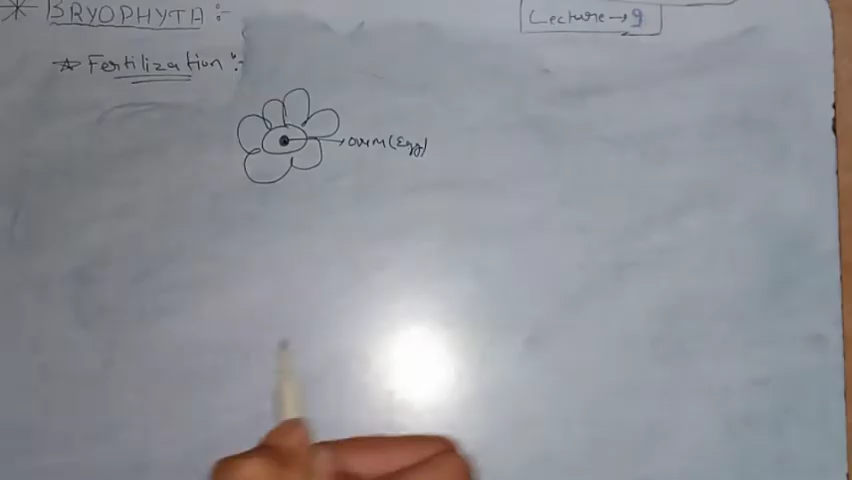 * BRYOPHYTA :-
Lecture → 9
☆ Fertilization :-
ovum (Egg)